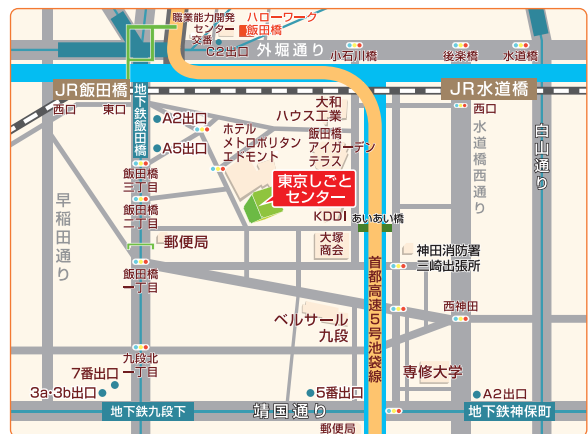 職業能力開発
センター
ハローワーク
飯田橋
交番
C2出口
外堀通り
小石川橋
後楽橋
水道橋
JR飯田橋
JR水道橋
西口
東口
地下鉄飯田橋
A2出口
A5出口
ホテル
メトロポリタン
エドモント
大和
ハウス工業
飯田橋
アイガーデン
テラス
西口
水道橋西通り
白山通り
飯田橋
三丁目
東京しごと
センター
早稲田通り
飯田橋
二丁目
KDDI
あいあい橋
郵便局
大塚
商会
神田消防署
三崎出張所
飯田橋
一丁目
首都高速5号池袋線
西神田
ベルサール
九段
九段北
一丁目
専修大学
7番出口
3a・3b出口
5番出口
A2出口
地下鉄九段下
靖国通り
地下鉄神保町
郵便局